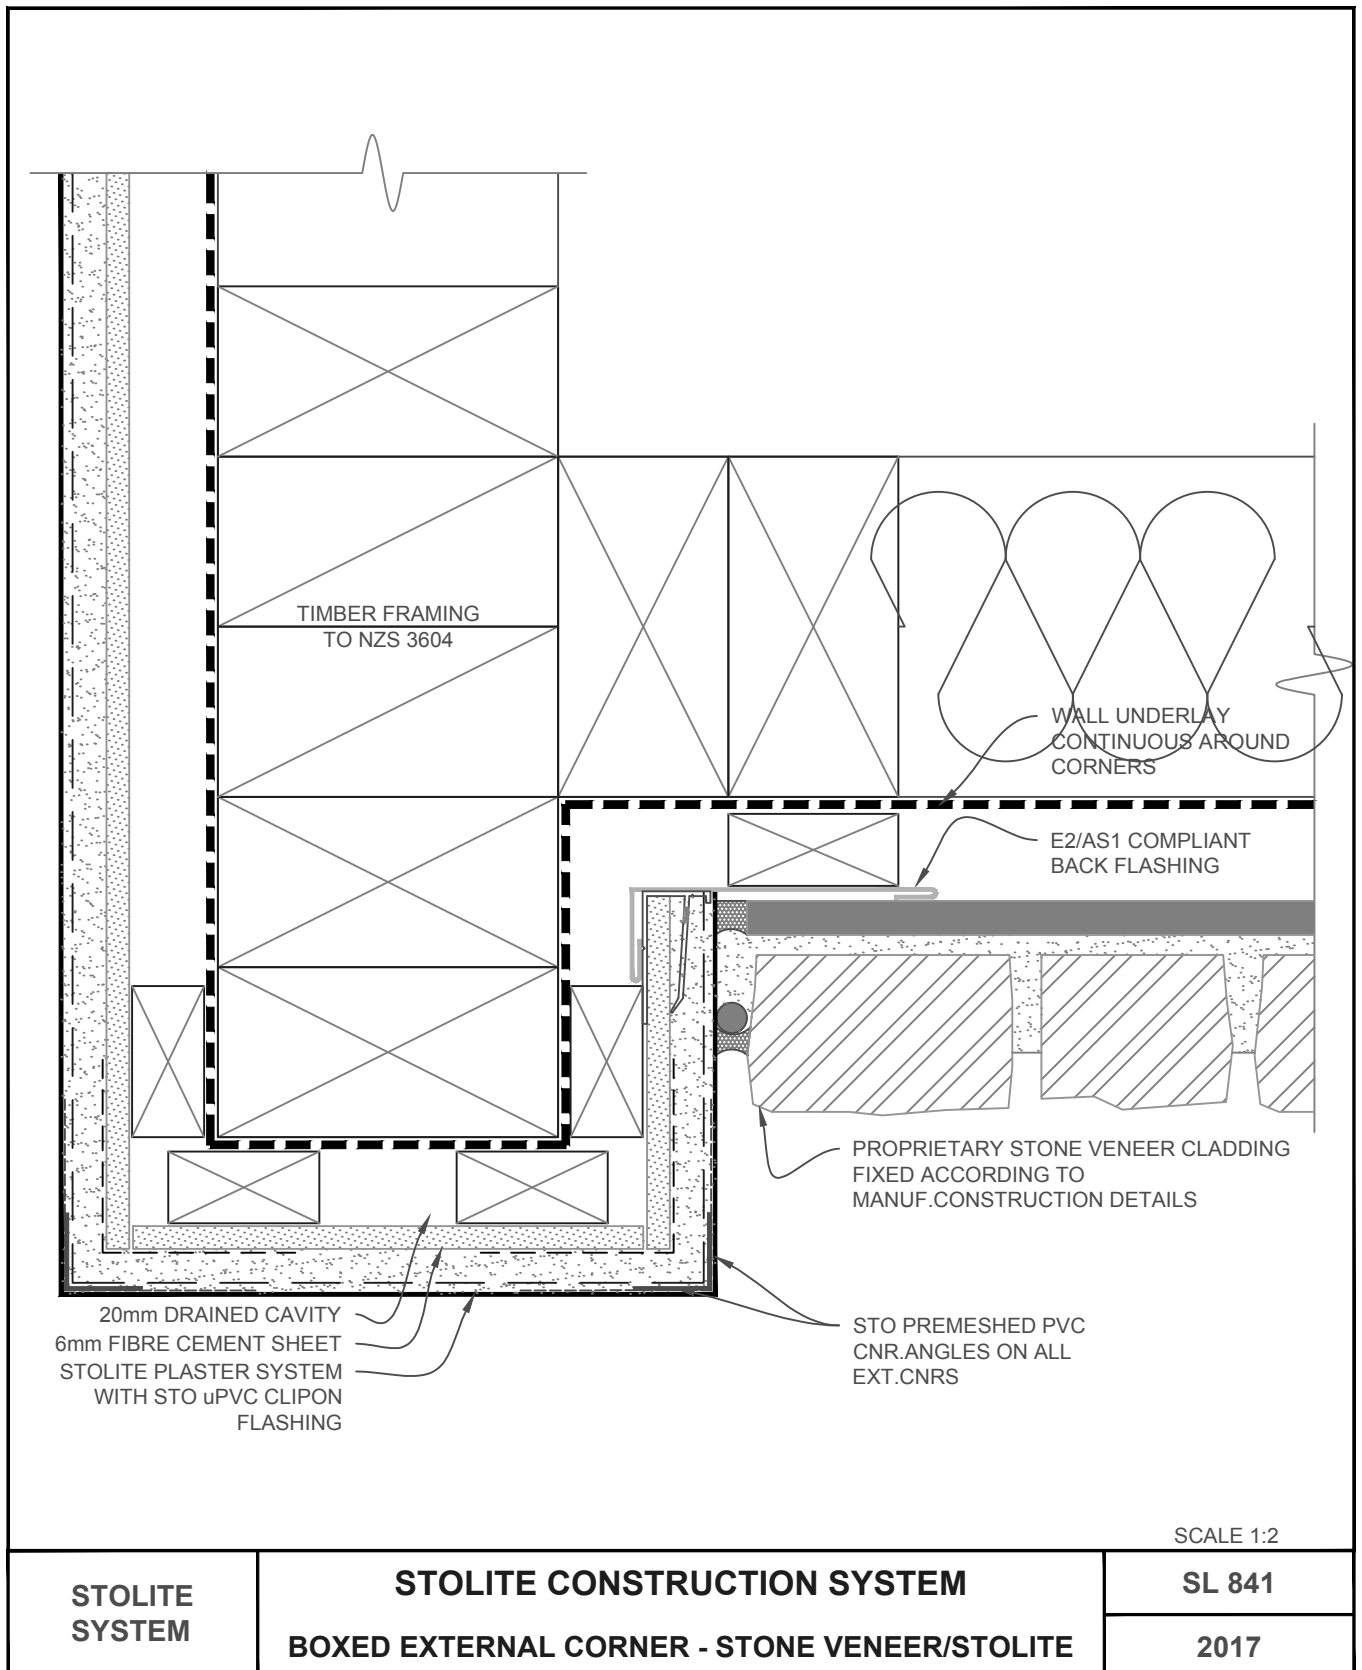 TIMBER FRAMING
TO NZS 3604
WALL UNDERLAY
CONTINUOUS AROUND
CORNERS
E2/AS1 COMPLIANT
BACK FLASHING
PROPRIETARY STONE VENEER CLADDING
FIXED ACCORDING TO
MANUF.CONSTRUCTION DETAILS
20mm DRAINED CAVITY
6mm FIBRE CEMENT SHEET
STOLITE PLASTER SYSTEM
WITH STO uPVC CLIPON
FLASHING
STO PREMESHED PVC
CNR.ANGLES ON ALL
EXT.CNRS
SCALE 1:2
STOLITE
SYSTEM
STOLITE CONSTRUCTION SYSTEM
BOXED EXTERNAL CORNER - STONE VENEER/STOLITE
SL 841
2017